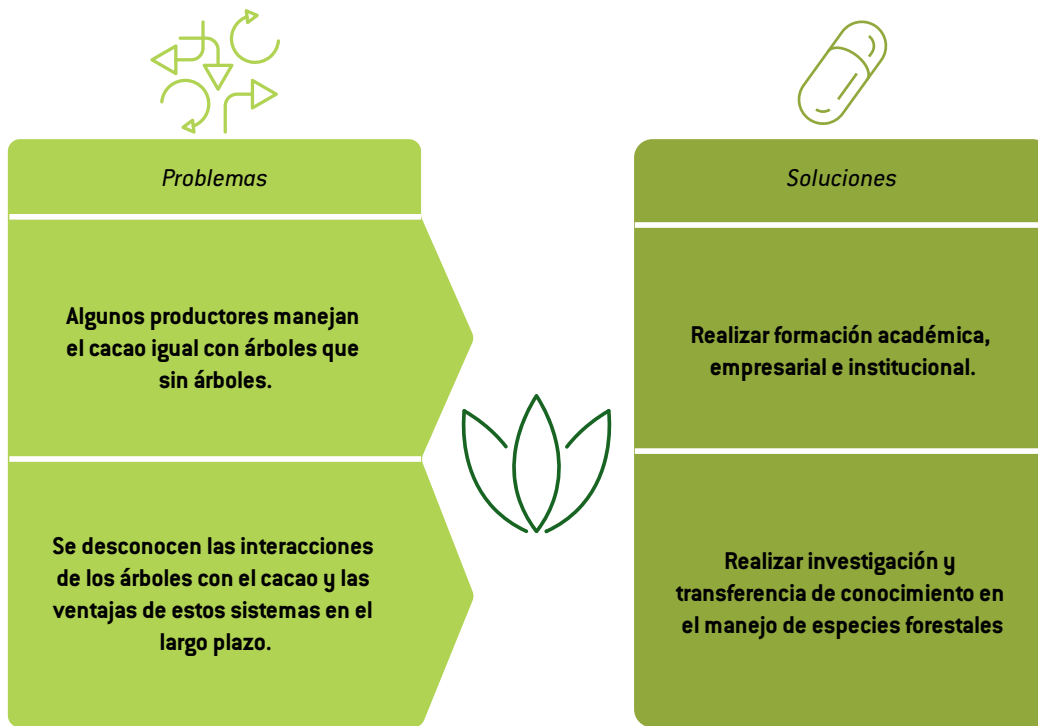 Problemas
Algunos productores manejan
el cacao igual con árboles que
sin árboles.
Se desconocen las interacciones
de los árboles con el cacao y las
ventajas de estos sistemas en el
largo plazo.
Soluciones
Realizar formación académica,
empresarial e institucional.
Realizar investigación y
transferencia de conocimiento en
el manejo de especies forestales